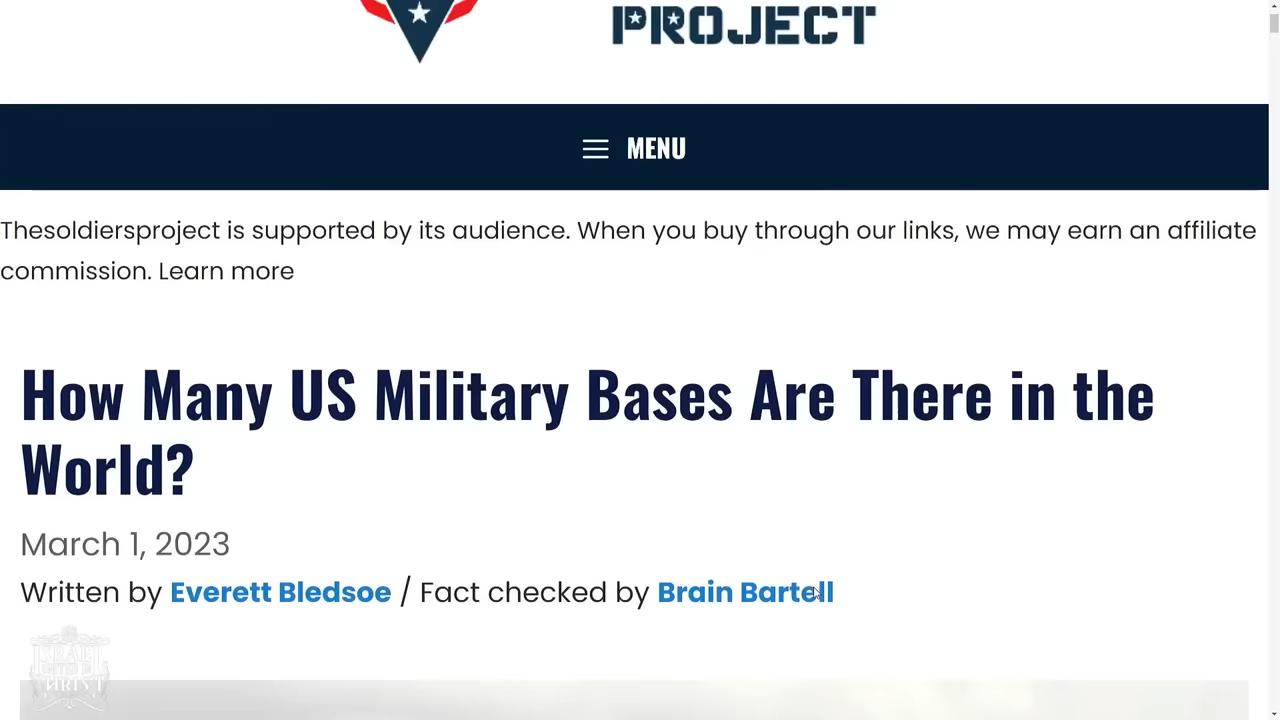 PROJECT
MENU
Thesoldiersproject is supported by its audience. When you buy through our links, we may earn an affiliate
commission. Learn more
How Many US Military Bases Are There in the
World?
March 1, 2023
Written by Everett Bledsoe / Fact checked by Brain Bartell